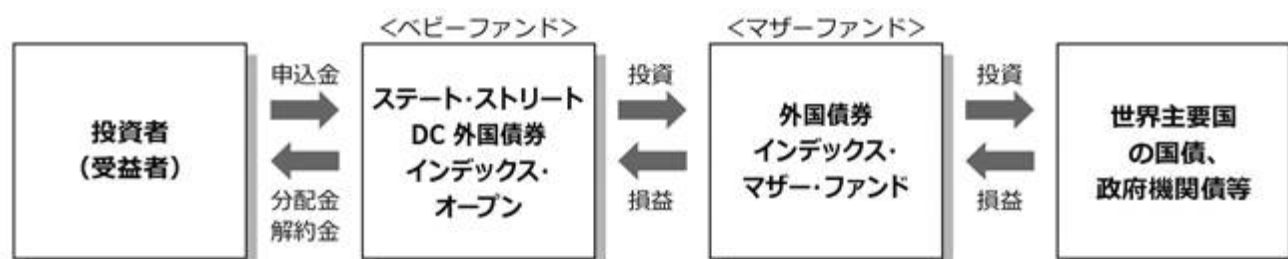 <ベビーファンド>
<マザーファンド>
投資者
(受益者)
申込金
分配金
解約金
ステート・ストリート
DC 外国債券
インデックス・
オープン
投資
損益
外国債券
インデックス・
マザー・ファンド
投資
損益
世界主要国
の国債、
政府機関債等